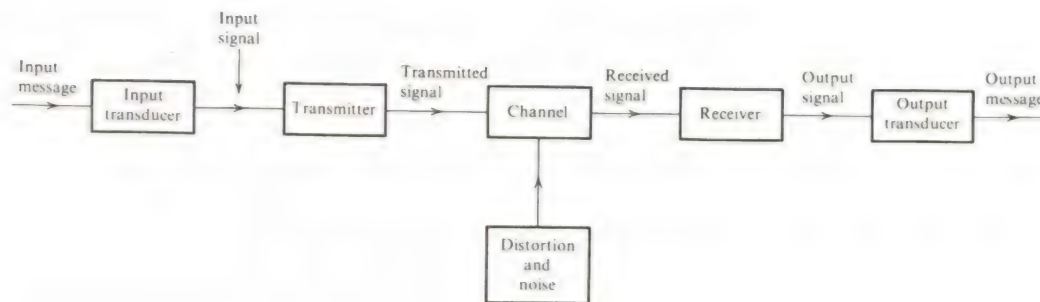 Input
signal
Input
message
Input
transducer
Transmitter
Transmitted
signal
Channel
Received
signal
Receiver
Output
signal
Output
transducer
Output
message
Distortion
and
noise